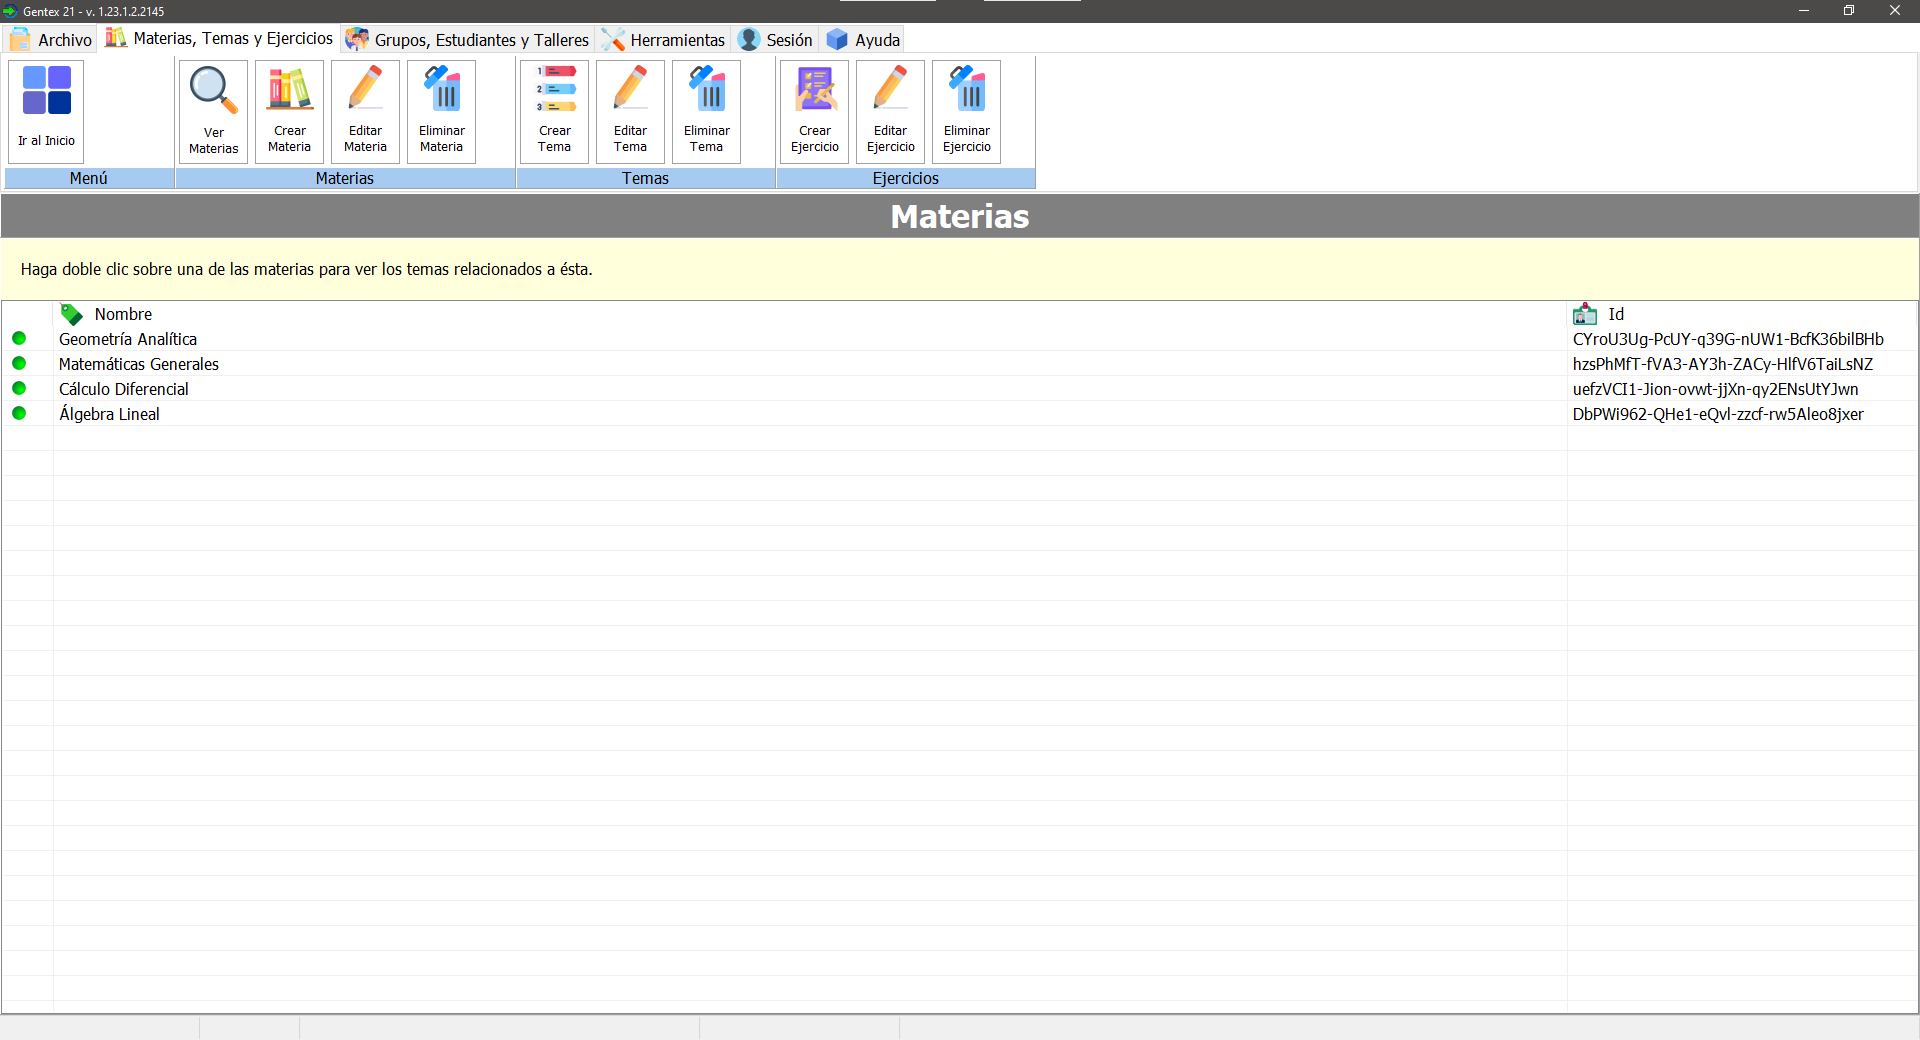 Gentex 21 - v. 1.23.1.2.2145
Archivo
Materias, Temas y Ejercicios
Grupos, Estudiantes y Talleres
Herramientas
Sesión
Ayuda
Ir al Inicio
Ver
Materias
Crear
Materia
Editar
Materia
Eliminar
Materia
1
2
3
Crear
Tema
Editar
Tema
Eliminar
Tema
Crear
Ejercicio
Editar
Ejercicio
Eliminar
Ejercicio
Menú
Materias
Temas
Ejercicios
Materias
Haga doble clic sobre una de las materias para ver los temas relacionados a ésta.
Nombre
Id
Geometría Analítica
CYroU3Ug-PcUY-q39G-nUW1-BcfK36bilBHb
Matemáticas Generales
hzsPhMfT-fVA3-AY3h-ZACy-HlfV6TaiLsNZ
Cálculo Diferencial
uefzVCI1-Jion-ovwt-jjXn-qy2ENsUtYJwn
Álgebra Lineal
DbPWi962-QHe1-eQvl-zzcf-rw5Aleo8jxer